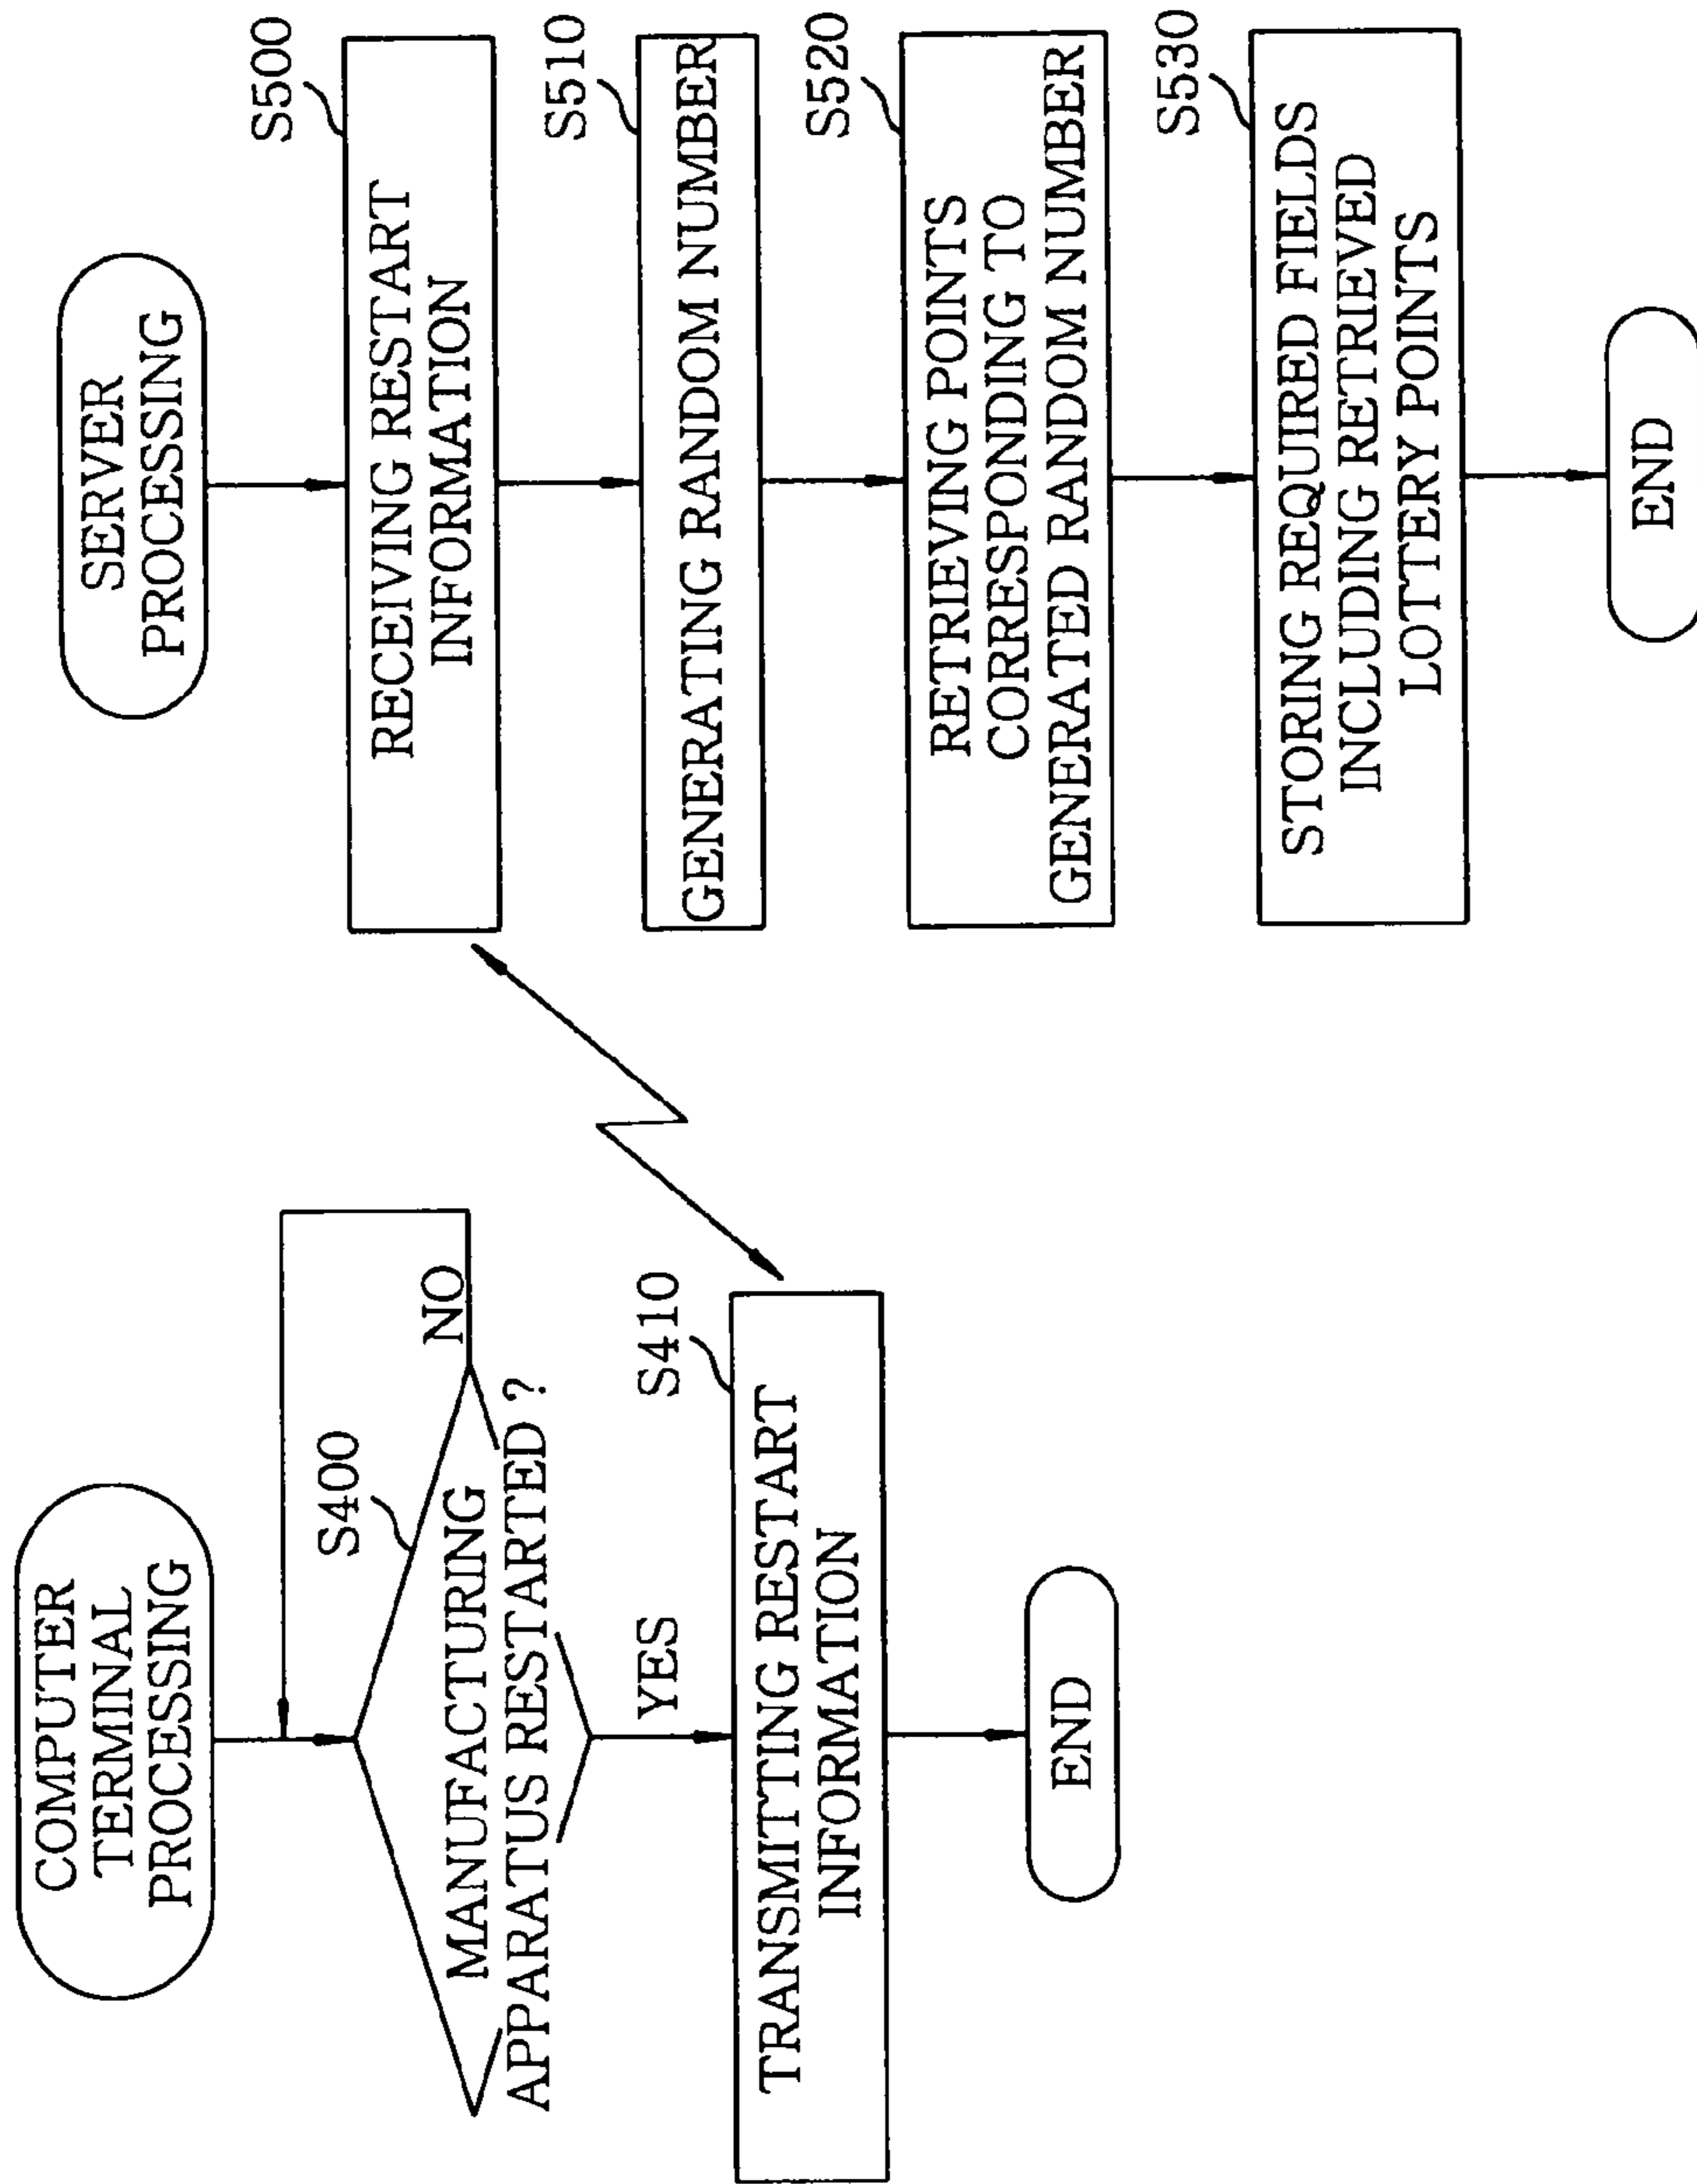 COMPUTER
TERMINAL
PROCESSING
S400
MANUFACTURING
APPARATUS RESTARTED ?
NO
YES
S410
TRANSMITTING RESTART
INFORMATION
END
SERVER
PROCESSING
S500
RECEIVING RESTART
INFORMATION
S510
GENERATING RANDOM NUMBER
S520
RETRIEVING POINTS
CORRESPONDING TO
GENERATED RANDOM NUMBER
S530
STORING REQUIRED FIELDS
INCLUDING RETRIEVED
LOTTERY POINTS
END